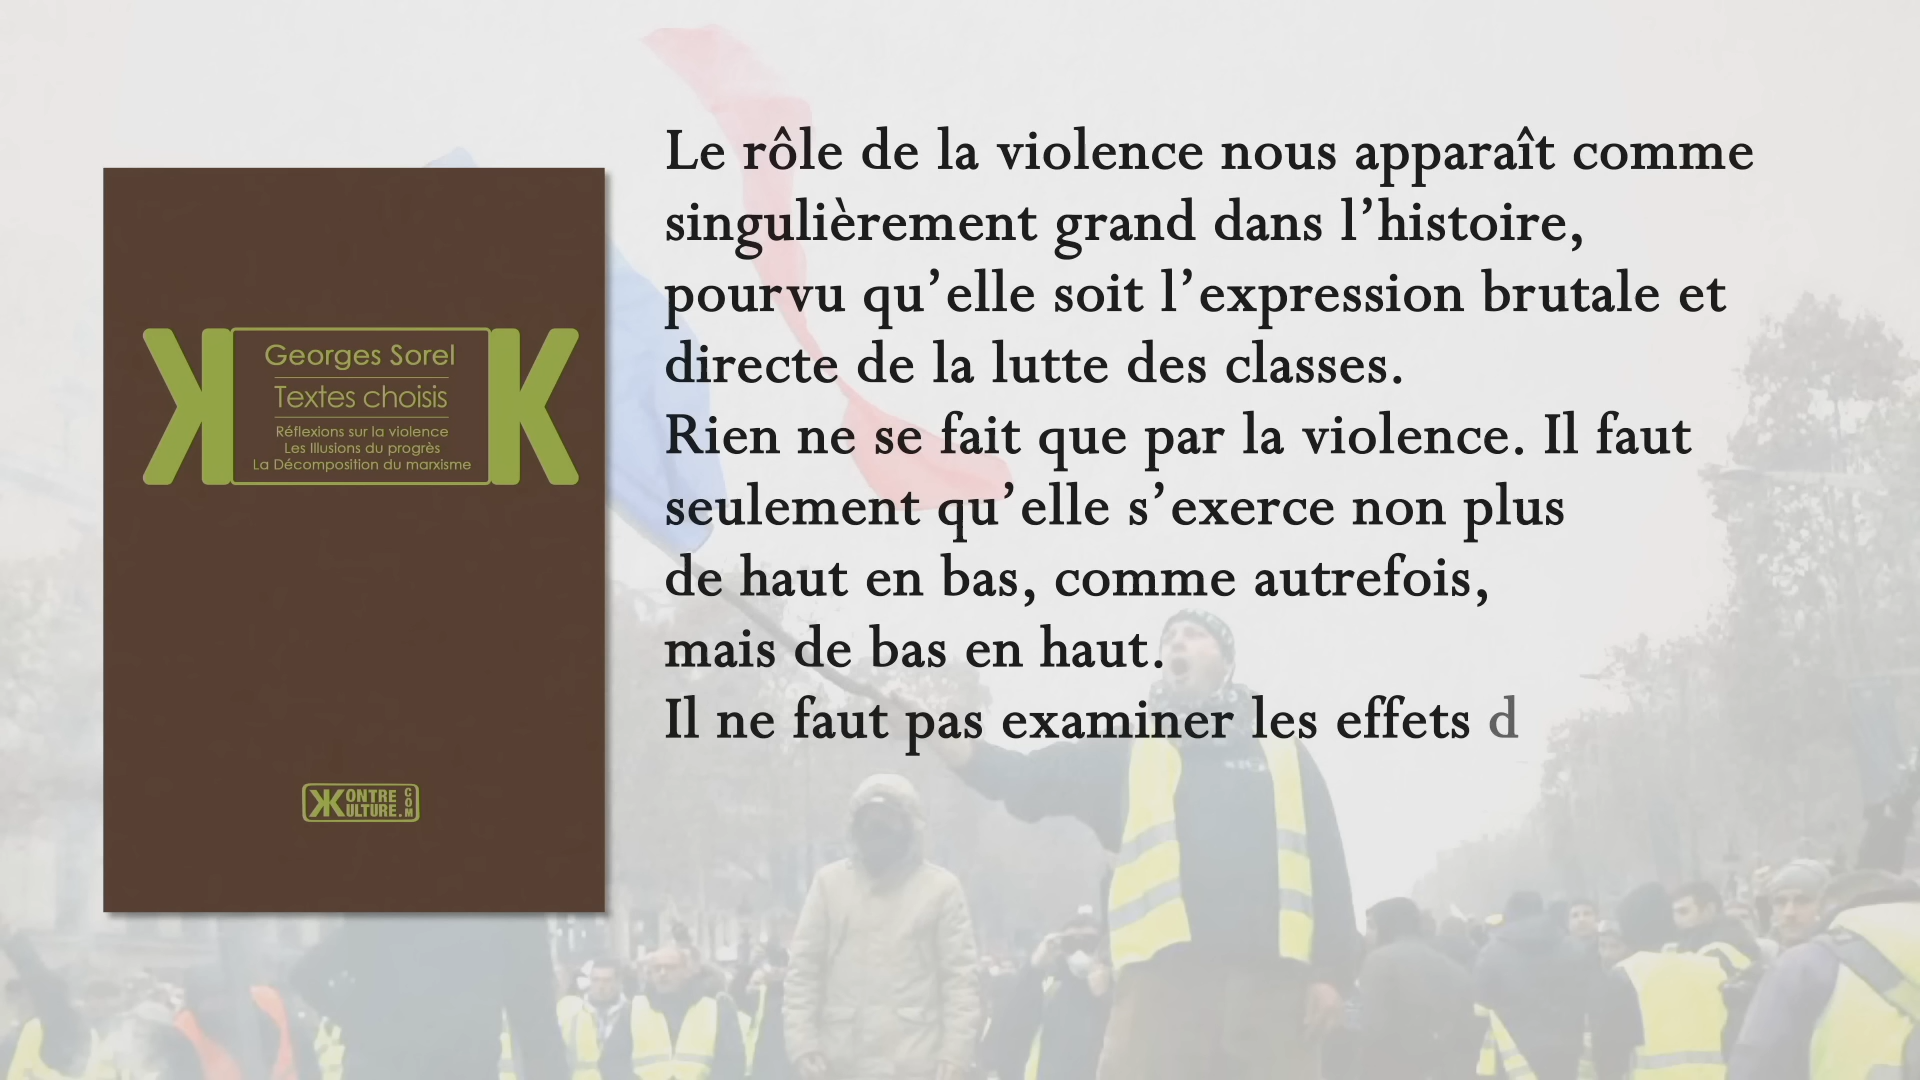 Georges Sorel
Textes choisis
Réflexions sur la violence
Les Illusions du progrès
La Décomposition du marxisme
KONTRE
KULTURE.COM
Le rôle de la violence nous apparaît comme
singulièrement grand dans l’histoire,
pourvu qu’elle soit l’expression brutale et
directe de la lutte des classes.
Rien ne se fait que par la violence. Il faut
seulement qu’elle s’exerce non plus
de haut en bas, comme autrefois,
mais de bas en haut.
Il ne faut pas examiner les effets d